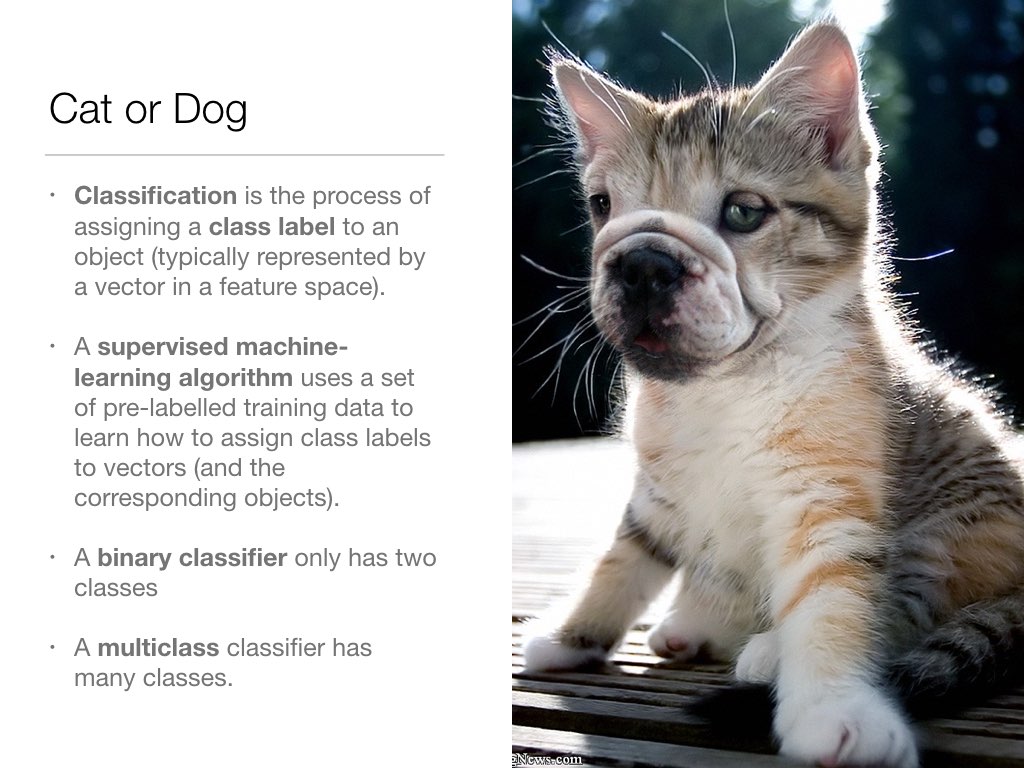 Cat or Dog
• Classification is the process of
assigning a class label to an
object (typically represented by
a vector in a feature space).
• A supervised machine-
learning algorithm uses a set
of pre-labelled training data to
learn how to assign class labels
to vectors (and the
corresponding objects).
• A binary classifier only has two
classes
• A multiclass classifier has
many classes.
gNews.com